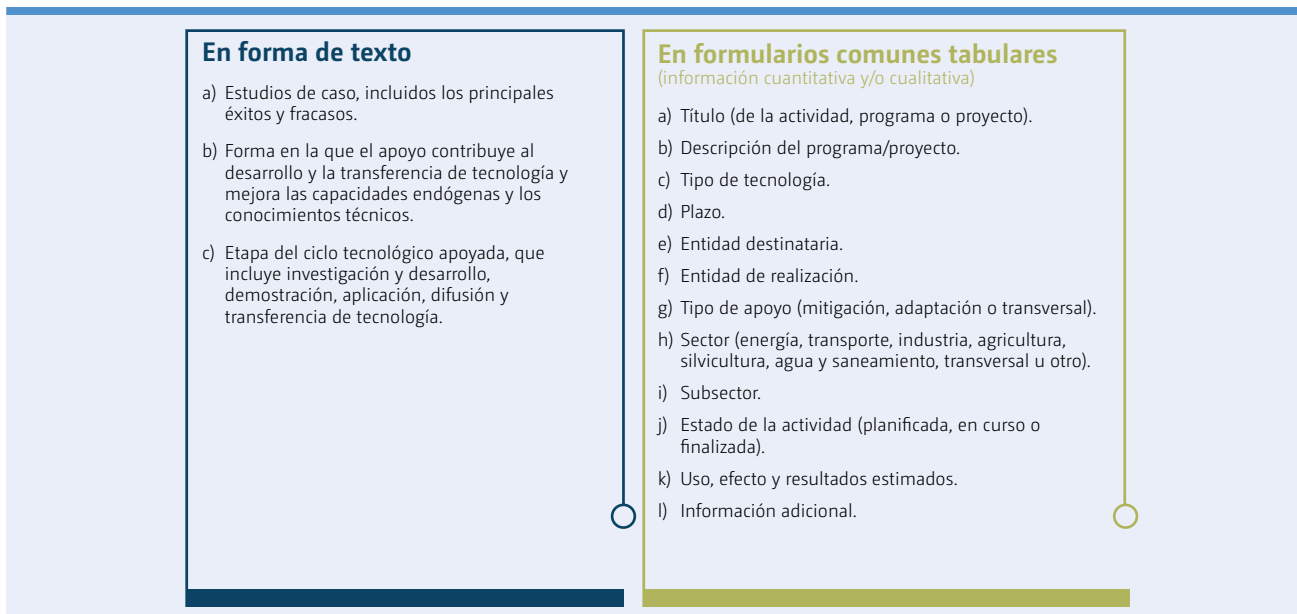 En forma de texto
a) Estudios de caso, incluidos los principales
éxitos y fracasos.
b) Forma en la que el apoyo contribuye al
desarrollo y la transferencia de tecnología y
mejora las capacidades endógenas y los
conocimientos técnicos.
c) Etapa del ciclo tecnológico apoyada, que
incluye investigación y desarrollo,
demostración, aplicación, difusión y
transferencia de tecnología.
En formularios comunes tabulares
(información cuantitativa y/o cualitativa)
a) Título (de la actividad, programa o proyecto).
b) Descripción del programa/proyecto.
c) Tipo de tecnología.
d) Plazo.
e) Entidad destinataria.
f) Entidad de realización.
g) Tipo de apoyo (mitigación, adaptación o transversal).
h) Sector (energía, transporte, industria, agricultura,
silvicultura, agua y saneamiento, transversal u otro).
i) Subsector.
j) Estado de la actividad (planificada, en curso o
finalizada).
k) Uso, efecto y resultados estimados.
l) Información adicional.